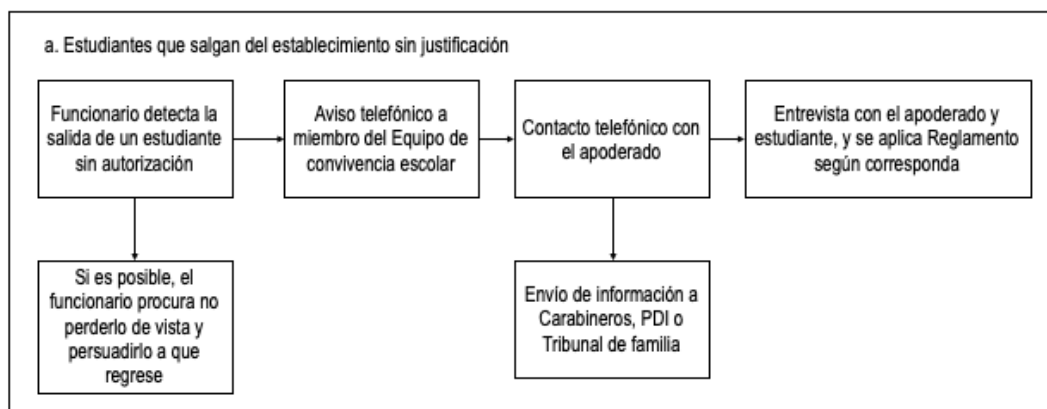 a. Estudiantes que salgan del establecimiento sin justificación
Funcionario detecta la
salida de un estudiante
sin autorización
Aviso telefónico a
miembro del Equipo de
convivencia escolar
Contacto telefónico con
el apoderado
Entrevista con el apoderado y
estudiante, y se aplica Reglamento
según corresponda
Si es posible, el
funcionario procura no
perderlo de vista y
persuadirlo a que
regrese
Envío de información a
Carabineros, PDI o
Tribunal de familia